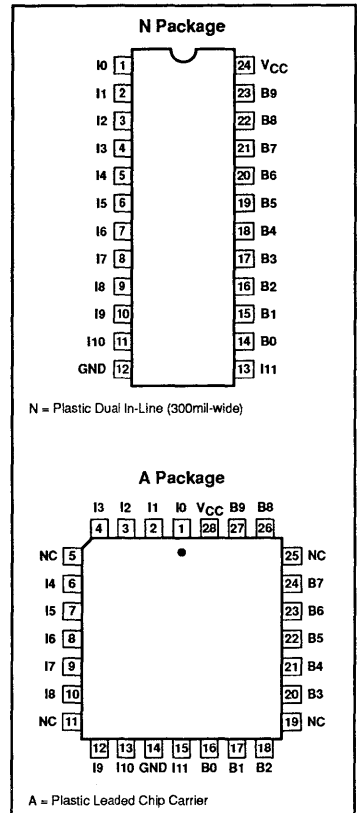 N Package
I0 1 24 VCC
I1 2 23 B9
I2 3 22 B8
I3 4 21 B7
I4 5 20 B6
I5 6 19 B5
I6 7 18 B4
I7 8 17 B3
I8 9 16 B2
I9 10 15 B1
I10 11 14 B0
GND 12 13 I11
N = Plastic Dual In-Line (300mil-wide)
A Package
I3 I2 I1 I0 VCC B9 B8
4 3 2 1 28 27 26
NC 5 25 NC
I4 6 24 B7
I5 7 23 B6
I6 8 22 B5
I7 9 21 B4
I8 10 20 B3
NC 11 19 NC
12 13 14 15 16 17 18
I9 I10 GND I11 B0 B1 B2
A = Plastic Leaded Chip Carrier